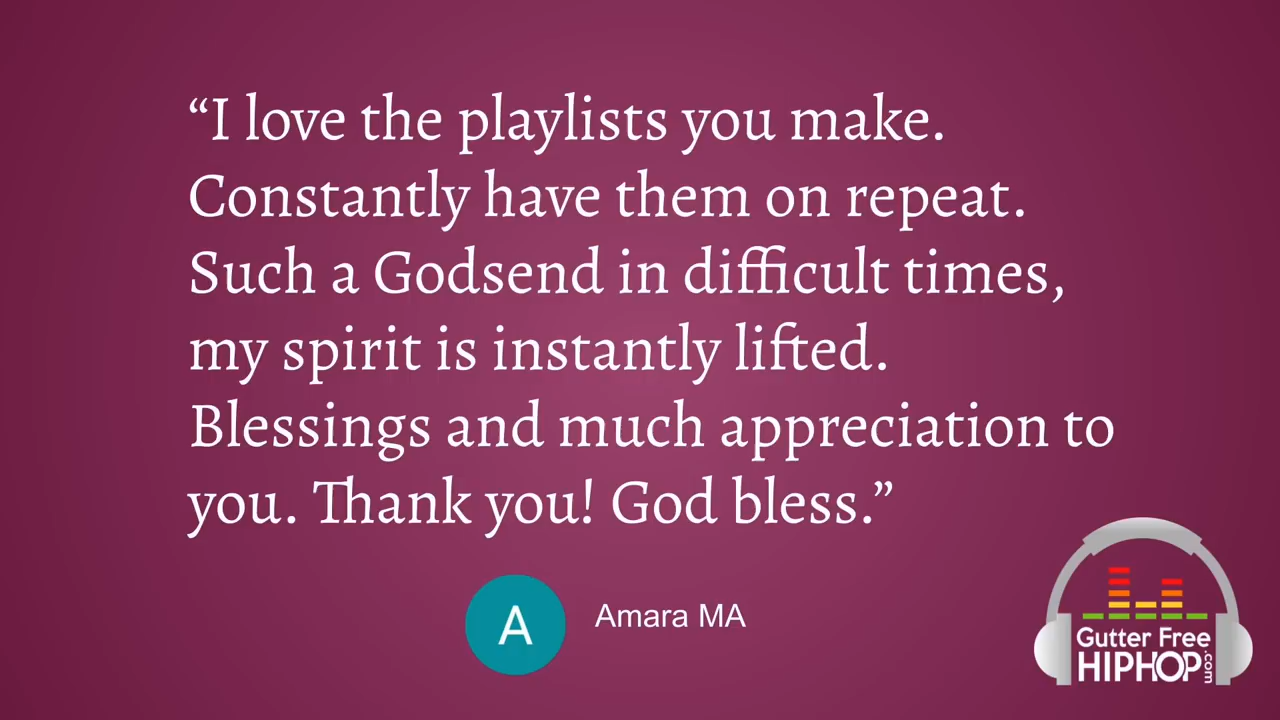 “I love the playlists you make.
Constantly have them on repeat.
Such a Godsend in difficult times,
my spirit is instantly lifted.
Blessings and much appreciation to
you. Thank you! God bless.”
A
Amara MA
Gutter Free
HIPHOP.com